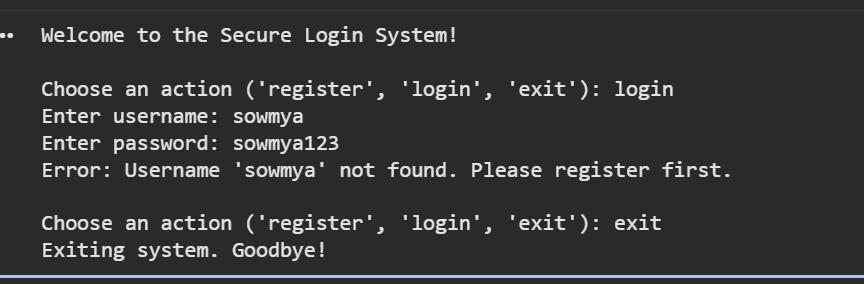 Welcome to the Secure Login System!
Choose an action ('register', 'login', 'exit'): login
Enter username: sowmya
Enter password: sowmya123
Error: Username 'sowmya' not found. Please register first.
Choose an action ('register', 'login', 'exit'): exit
Exiting system. Goodbye!